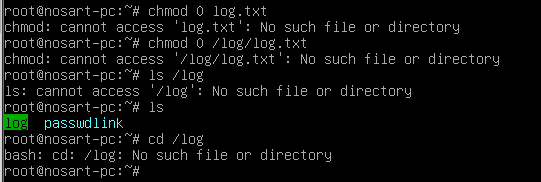 root@nosart-pc:~# chmod 0 log.txt
chmod: cannot access 'log.txt': No such file or directory
root@nosart-pc:~# chmod 0 /log/log.txt
chmod: cannot access '/log/log.txt': No such file or directory
root@nosart-pc:~# ls /log
ls: cannot access '/log': No such file or directory
root@nosart-pc:~# ls
log  passwdlink
root@nosart-pc:~# cd /log
bash: cd: /log: No such file or directory
root@nosart-pc:~#